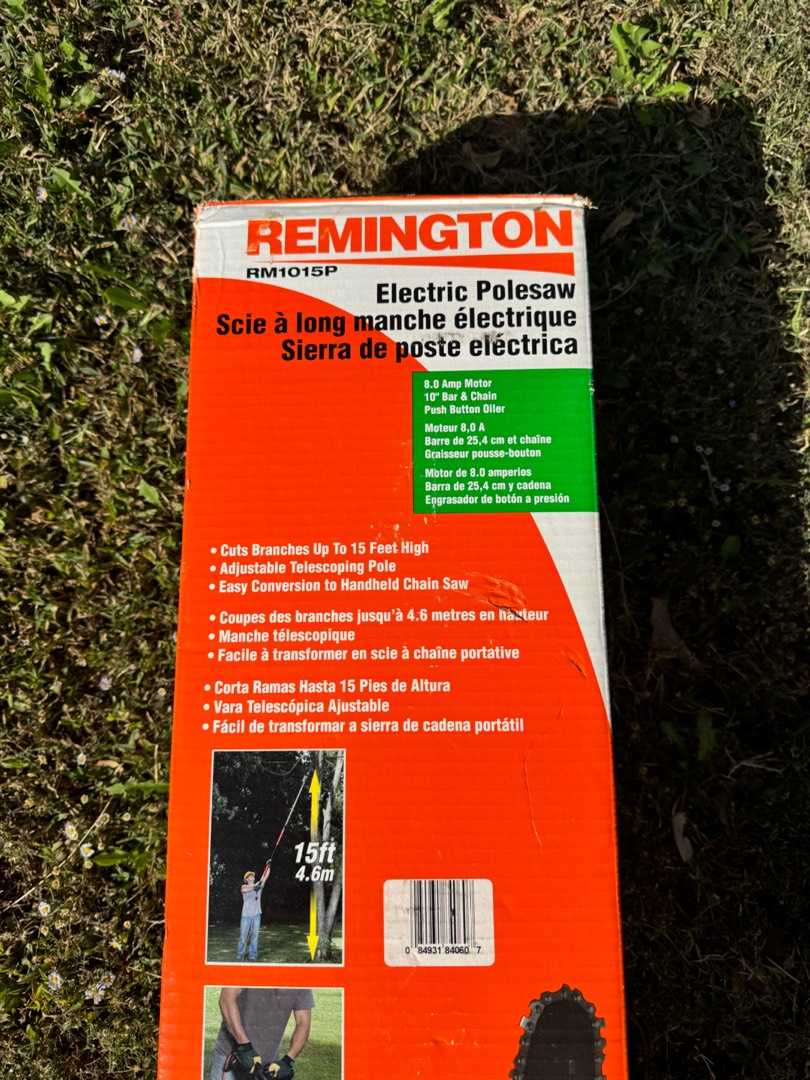 REMINGTON®
RM1015P
Electric Polesaw
Scie à long manche électrique
Sierra de poste eléctrica
8.0 Amp Motor
10" Bar & Chain
Push Button Oiler
Moteur 8,0 A
Barre de 25,4 cm et chaîne
Graisseur pousse-bouton
Motor de 8.0 amperios
Barra de 25,4 cm y cadena
Engrasador de botón a presión
• Cuts Branches Up To 15 Feet High
• Adjustable Telescoping Pole
• Easy Conversion to Handheld Chain Saw
• Coupes des branches jusqu'à 4.6 metres en hauteur
• Manche télescopique
• Facile à transformer en scie à chaîne portative
• Corta Ramas Hasta 15 Pies de Altura
• Vara Telescópica Ajustable
• Fácil de transformar a sierra de cadena portátil
15ft
4.6m
0 84931 84060 7